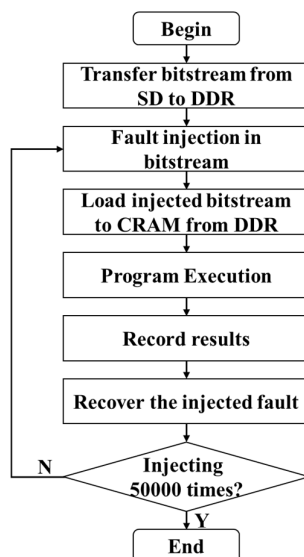 Begin
Transfer bitstream from
SD to DDR
Fault injection in
bitstream
Load injected bitstream
to CRAM from DDR
Program Execution
Record results
Recover the injected fault
N
Injecting
50000 times?
Y
End